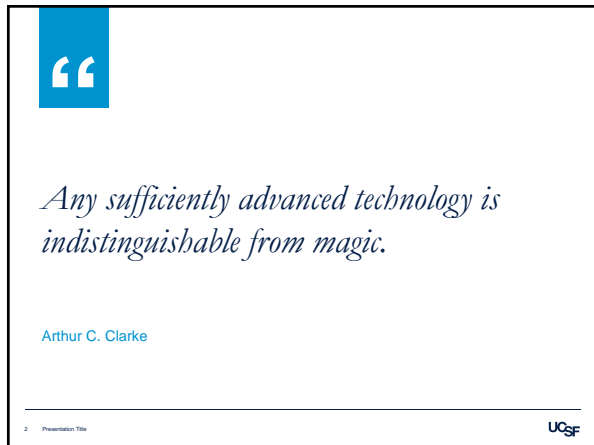 “
Any sufficiently advanced technology is
indistinguishable from magic.
Arthur C. Clarke
2 Presentation Title
UCSF